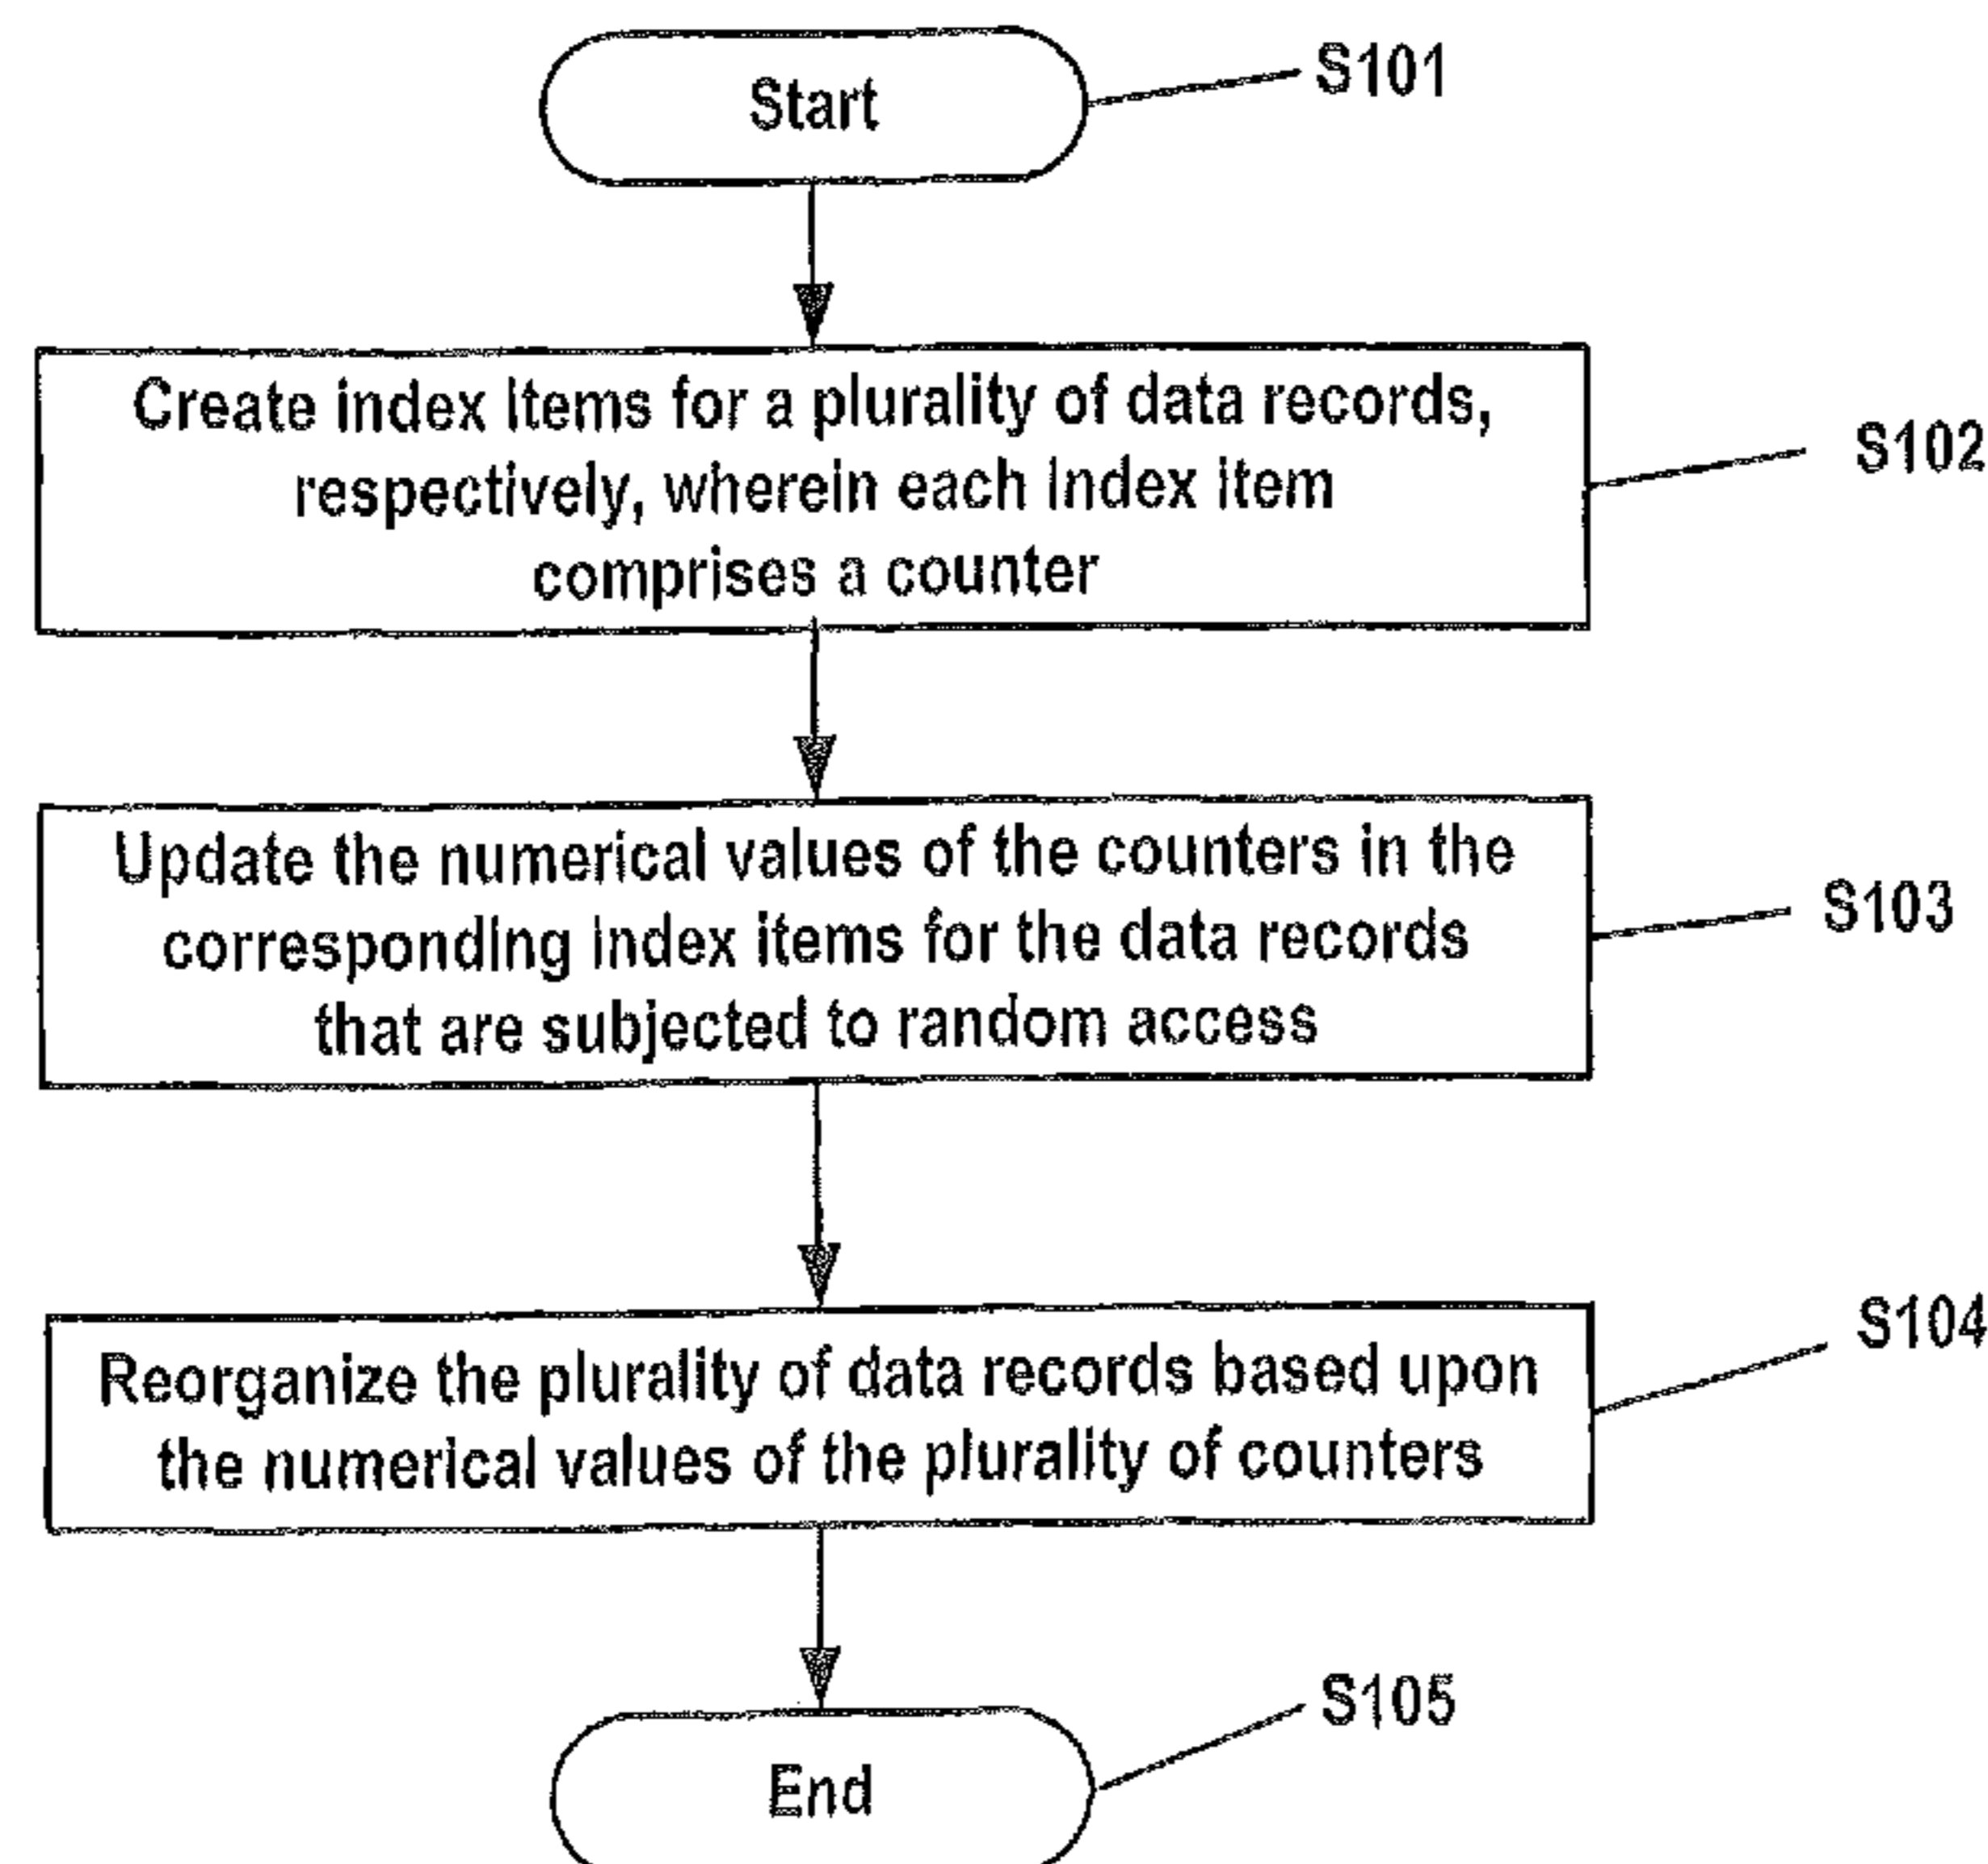 Start
S101
Create index items for a plurality of data records,
respectively, wherein each index item
comprises a counter
S102
Update the numerical values of the counters in the
corresponding index items for the data records
that are subjected to random access
S103
Reorganize the plurality of data records based upon
the numerical values of the plurality of counters
S104
End
S105